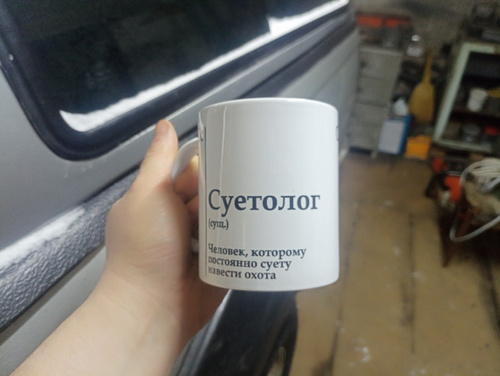 Суетолог
(сущ.)
Человек, которому
постоянно суету
навести охота